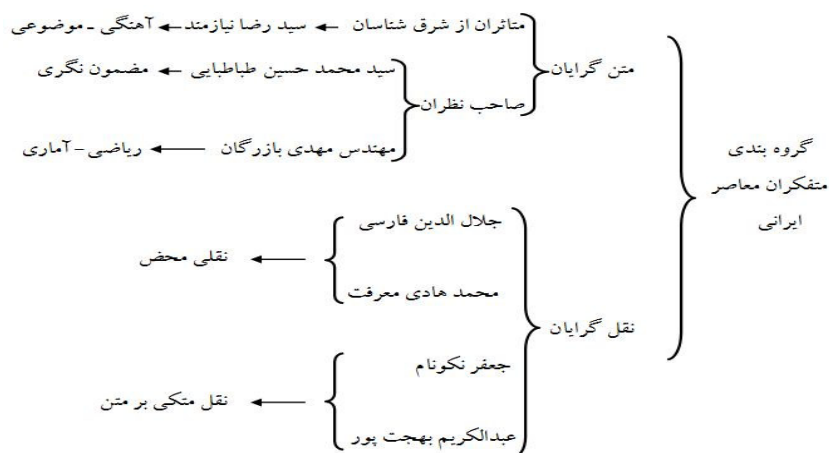 متاثران از شرق شناسان ← سید رضا نیازمند ← آهنگی - موضوعی
متن گرایان
سید محمد حسین طباطبایی ← مضمون نگری
صاحب نظران
مهندس مهدی بازرگان ← ریاضی - آماری
گروه بندی
متفکران معاصر
ایرانی
جلال الدین فارسی
نقلی محض ←
محمد هادی معرفت
نقل گرایان
جعفر نکونام
نقل متکی بر متن ←
عبدالکریم بهجت پور